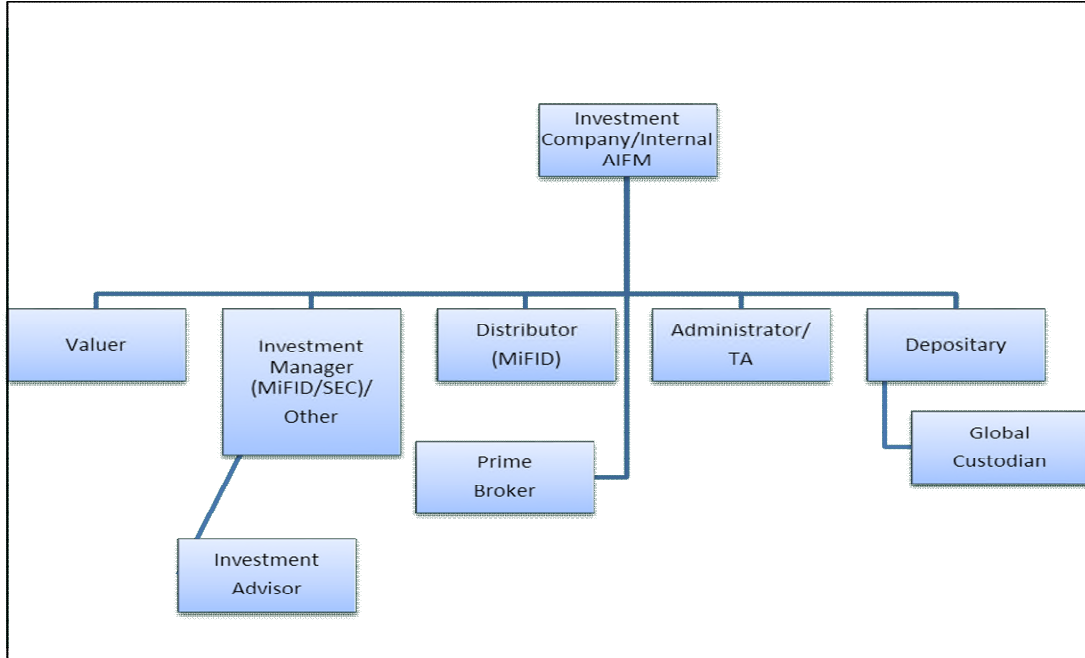 Investment
Company/Internal
AIFM
Valuer
Investment
Manager
(MiFID/SEC)/
Other
Distributor
(MiFID)
Administrator/
TA
Depositary
Prime
Broker
Global
Custodian
Investment
Advisor